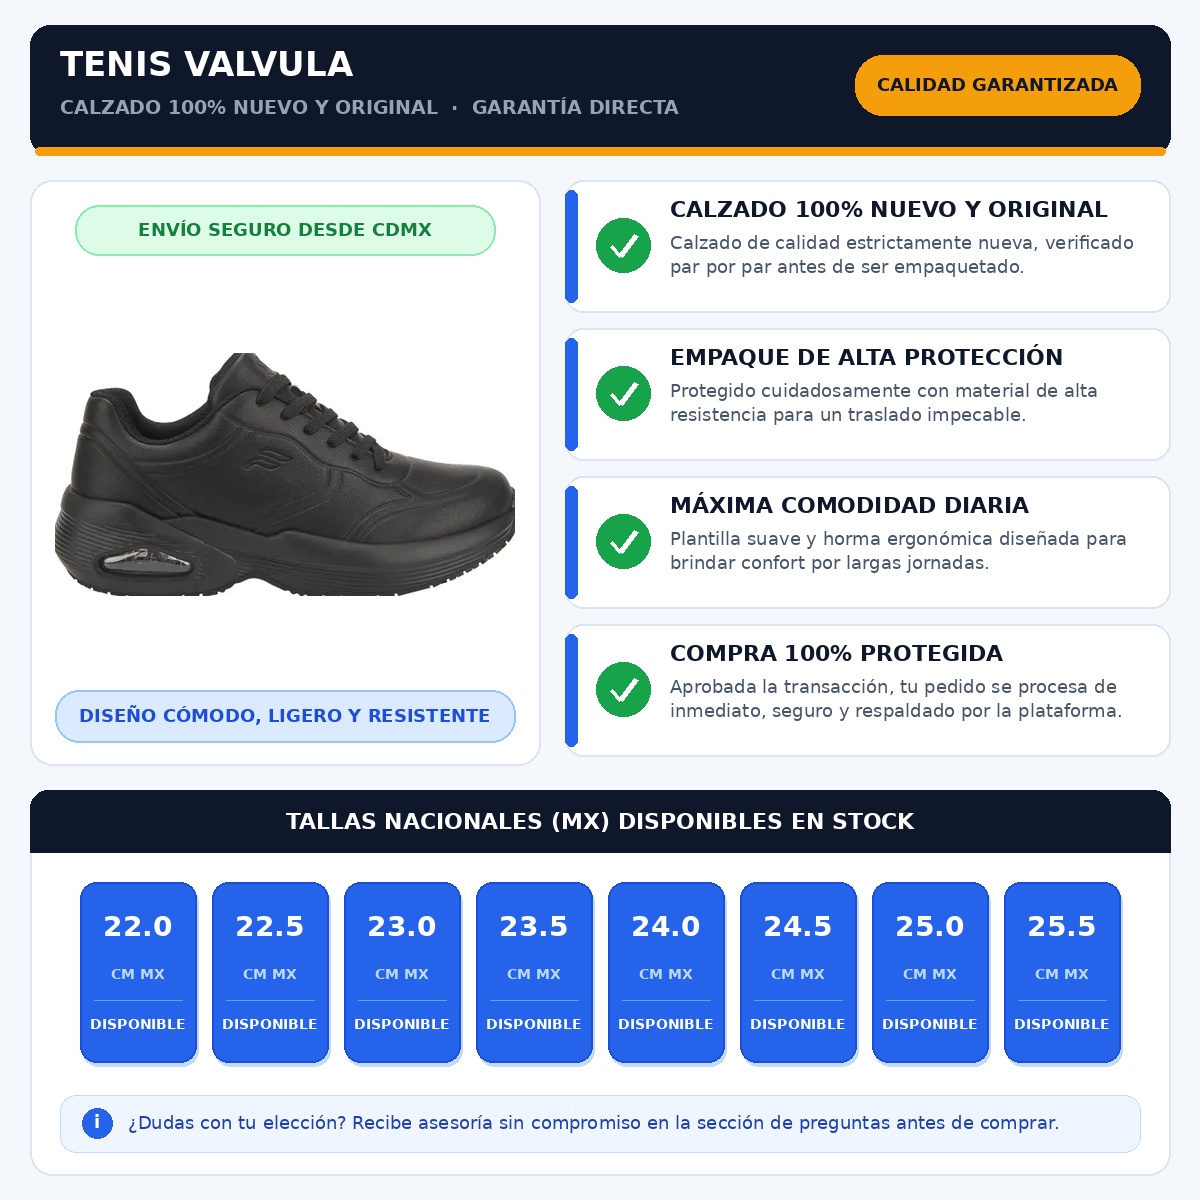 TENIS VALVULA
CALZADO 100% NUEVO Y ORIGINAL · GARANTÍA DIRECTA
CALIDAD GARANTIZADA
ENVÍO SEGURO DESDE CDMX
DISEÑO CÓMODO, LIGERO Y RESISTENTE
CALZADO 100% NUEVO Y ORIGINAL
Calzado de calidad estrictamente nueva, verificado
par por par antes de ser empaquetado.
EMPAQUE DE ALTA PROTECCIÓN
Protegido cuidadosamente con material de alta
resistencia para un traslado impecable.
MÁXIMA COMODIDAD DIARIA
Plantilla suave y horma ergonómica diseñada para
brindar confort por largas jornadas.
COMPRA 100% PROTEGIDA
Aprobada la transacción, tu pedido se procesa de
inmediato, seguro y respaldado por la plataforma.
TALLAS NACIONALES (MX) DISPONIBLES EN STOCK
22.0 22.5 23.0 23.5 24.0 24.5 25.0 25.5
CM MX CM MX CM MX CM MX CM MX CM MX CM MX CM MX
DISPONIBLE DISPONIBLE DISPONIBLE DISPONIBLE DISPONIBLE DISPONIBLE DISPONIBLE DISPONIBLE
i ¿Dudas con tu elección? Recibe asesoría sin compromiso en la sección de preguntas antes de comprar.